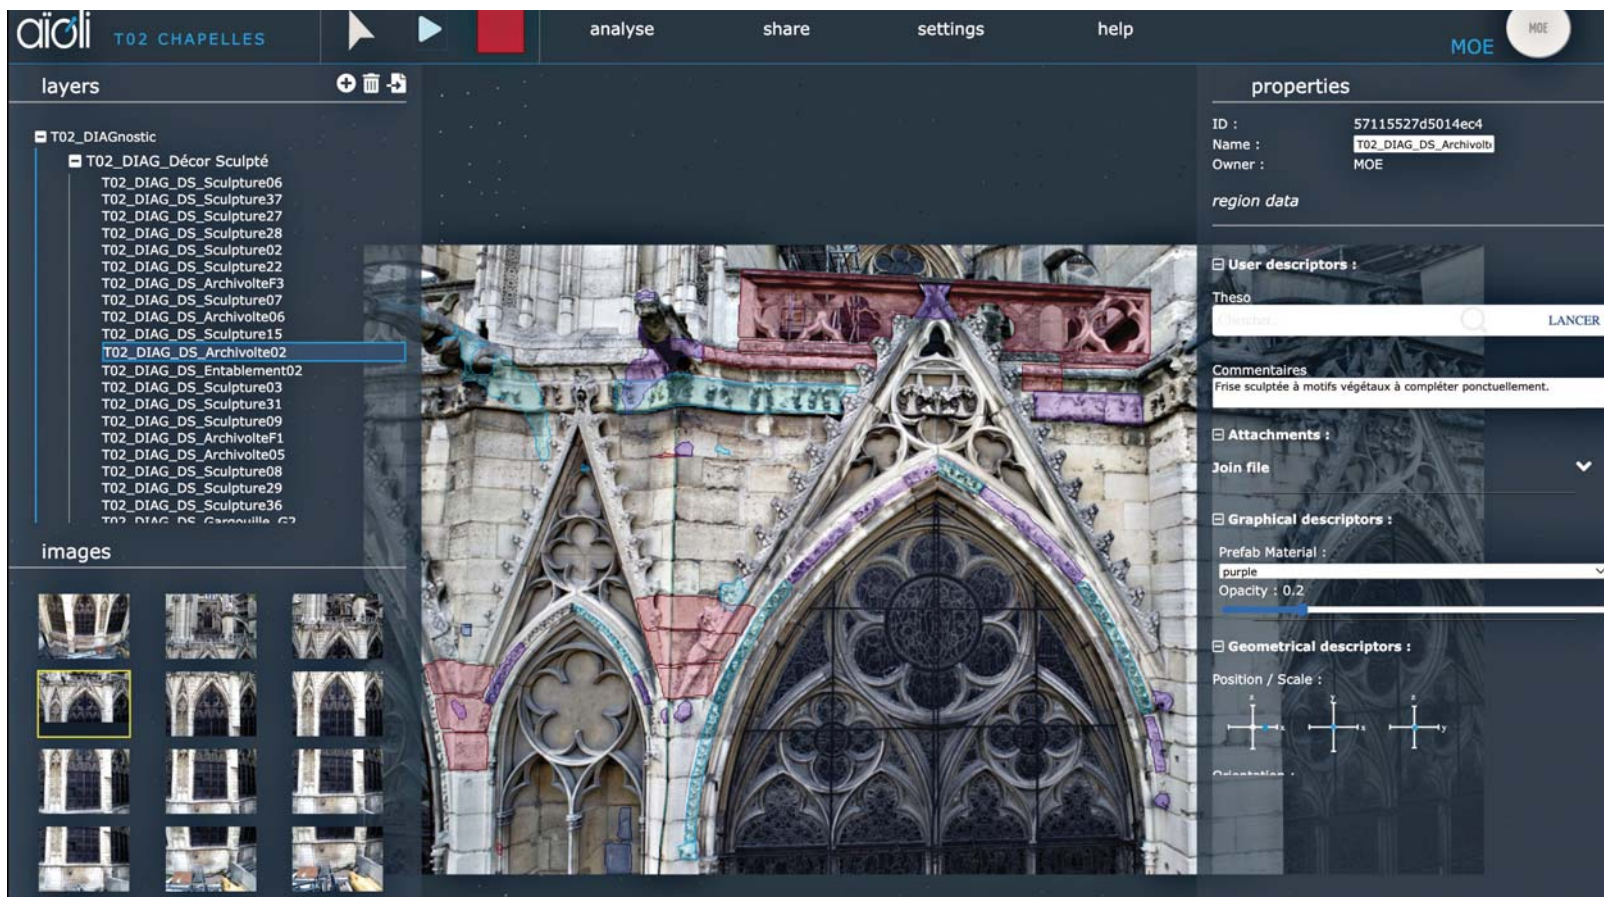 aïoli
T02 CHAPELLES
analyse
share
settings
help
MOE
MOE
layers
T02_DIAGnostic
T02_DIAG_Décor Sculpté
T02_DIAG_DS_Sculpture06
T02_DIAG_DS_Sculpture37
T02_DIAG_DS_Sculpture27
T02_DIAG_DS_Sculpture28
T02_DIAG_DS_Sculpture02
T02_DIAG_DS_Sculpture22
T02_DIAG_DS_ArchivolteF3
T02_DIAG_DS_Sculpture07
T02_DIAG_DS_Archivolte06
T02_DIAG_DS_Sculpture15
T02_DIAG_DS_Archivolte02
T02_DIAG_DS_Entablement02
T02_DIAG_DS_Sculpture03
T02_DIAG_DS_Sculpture31
T02_DIAG_DS_Sculpture09
T02_DIAG_DS_ArchivolteF1
T02_DIAG_DS_Archivolte05
T02_DIAG_DS_Sculpture08
T02_DIAG_DS_Sculpture29
T02_DIAG_DS_Sculpture36
T02_DIAG_DS_Gargouille_G2
images
properties
ID : 57115527d5014ec4
Name : T02_DIAG_DS_Archivolt
Owner : MOE
region data
User descriptors :
Theso
Chercher... LANCER
Commentaires
Frise sculptée à motifs végétaux à compléter ponctuellement.
Attachments :
Join file
Graphical descriptors :
Prefab Material :
purple
Opacity : 0.2
Geometrical descriptors :
Position / Scale :
z y z
x x y
Orientation :